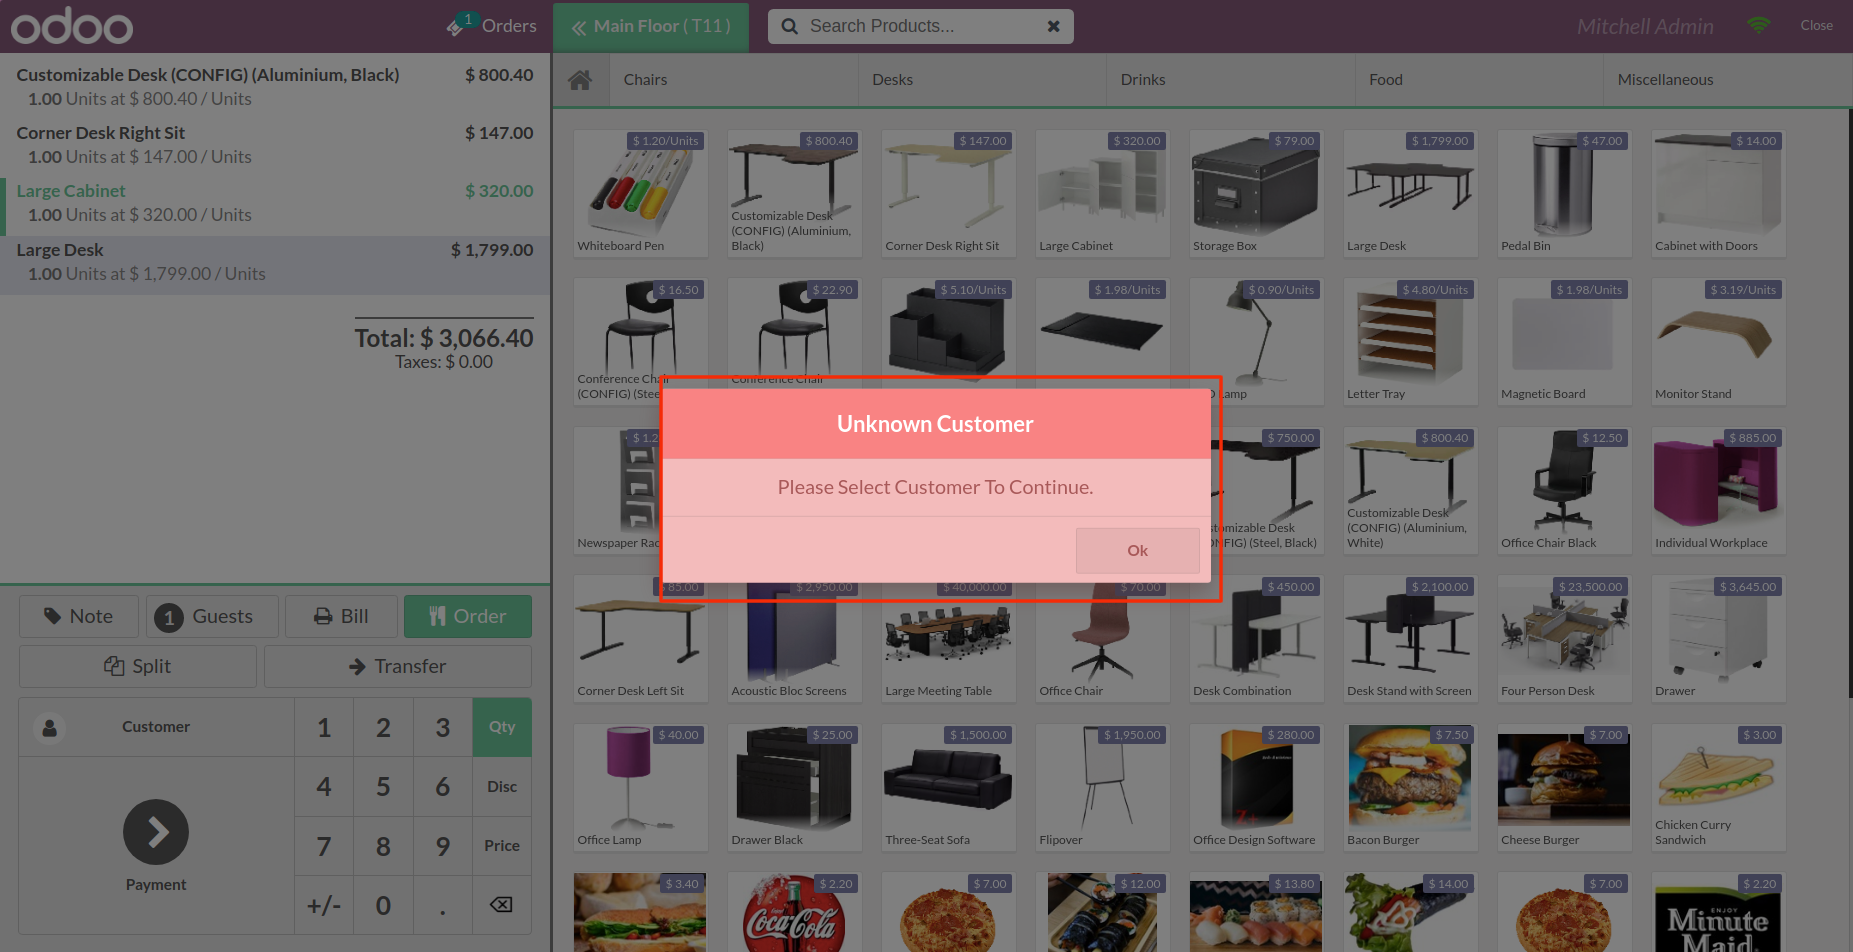 odoo
1
Orders
Main Floor ( T11 )
Search Products...
Mitchell Admin
Close
Customizable Desk (CONFIG) (Aluminium, Black) $ 800.40
1.00 Units at $ 800.40 / Units
Corner Desk Right Sit $ 147.00
1.00 Units at $ 147.00 / Units
Large Cabinet $ 320.00
1.00 Units at $ 320.00 / Units
Large Desk $ 1,799.00
1.00 Units at $ 1,799.00 / Units
Total: $ 3,066.40
Taxes: $ 0.00
Note
1 Guests
Bill
Order
Split
Transfer
Customer
1 2 3 Qty
4 5 6 Disc
7 8 9 Price
+/- 0 .
Payment
Chairs
Desks
Drinks
Food
Miscellaneous
$ 1.20/Units
Whiteboard Pen
$ 800.40
Customizable Desk
(CONFIG) (Aluminium,
Black)
$ 147.00
Corner Desk Right Sit
$ 320.00
Large Cabinet
$ 79.00
Storage Box
$ 1,799.00
Large Desk
$ 47.00
Pedal Bin
$ 14.00
Cabinet with Doors
$ 16.50
Conference Chair
(CONFIG) (Stee
$ 22.90
Conference Chair
$ 5.10/Units
$ 1.98/Units
$ 0.90/Units
Lamp
$ 4.80/Units
Letter Tray
$ 1.98/Units
Magnetic Board
$ 3.19/Units
Monitor Stand
Unknown Customer
Please Select Customer To Continue.
Ok
$ 1.2
Newspaper Rac
$ 750.00
stomizable Desk
NFIG) (Steel, Black)
$ 800.40
Customizable Desk
(CONFIG) (Aluminium,
White)
$ 12.50
Office Chair Black
$ 885.00
Individual Workplace
$ 85.00
Corner Desk Left Sit
$ 2,950.00
Acoustic Bloc Screens
$ 40,000.00
Large Meeting Table
$ 70.00
Office Chair
$ 450.00
Desk Combination
$ 2,100.00
Desk Stand with Screen
$ 23,500.00
Four Person Desk
$ 3,645.00
Drawer
$ 40.00
Office Lamp
$ 25.00
Drawer Black
$ 1,500.00
Three-Seat Sofa
$ 1,950.00
Flipover
$ 280.00
Office Design Software
$ 7.50
Bacon Burger
$ 7.00
Cheese Burger
$ 3.00
Chicken Curry
Sandwich
$ 3.40
$ 2.20
Coca-Cola
$ 7.00
$ 12.00
$ 13.80
$ 14.00
$ 7.00
$ 2.20
ENJOY
Minute
Maid